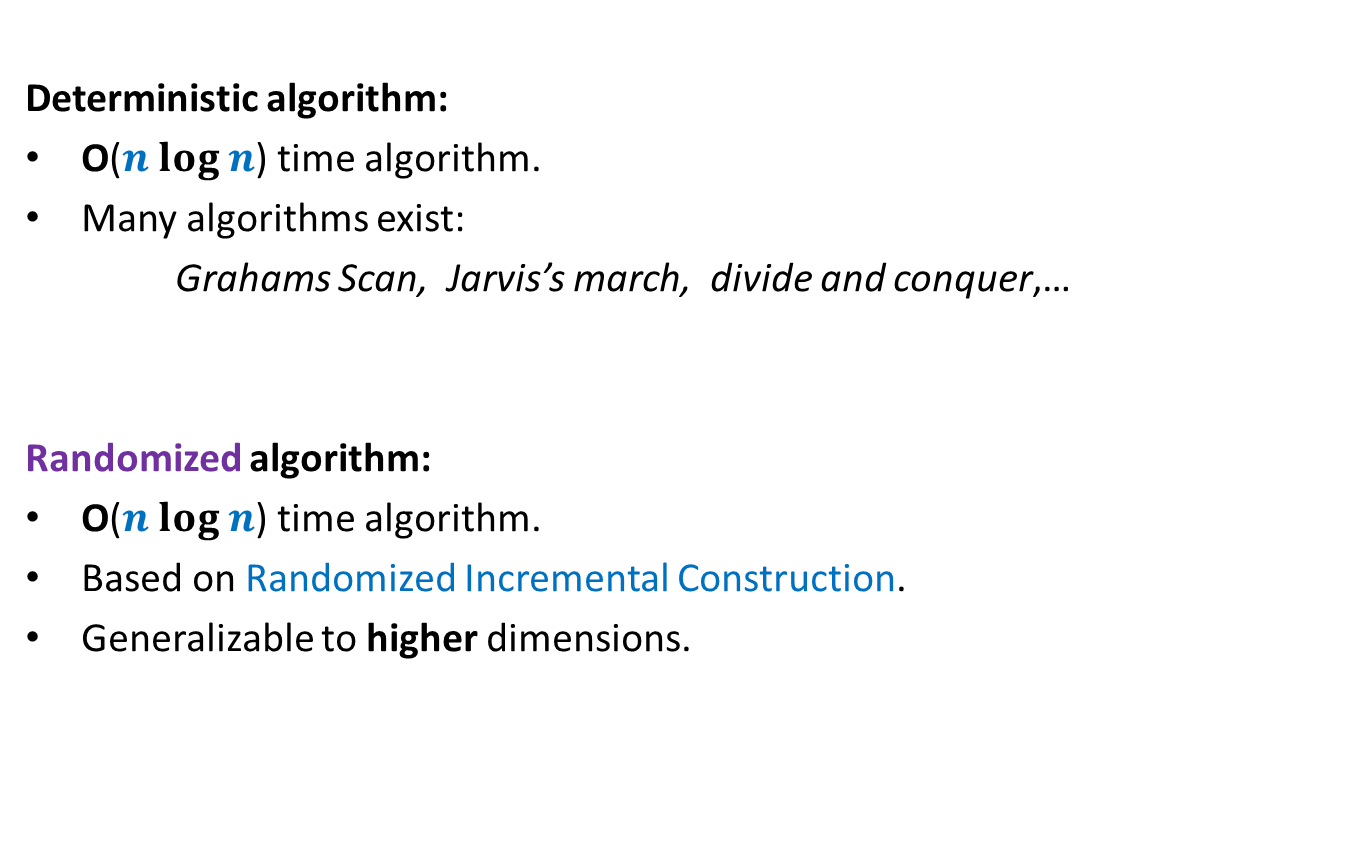 Deterministic algorithm:
• O(n log n) time algorithm.
• Many algorithms exist:
Grahams Scan, Jarvis’s march, divide and conquer,…
Randomized algorithm:
• O(n log n) time algorithm.
• Based on Randomized Incremental Construction.
• Generalizable to higher dimensions.